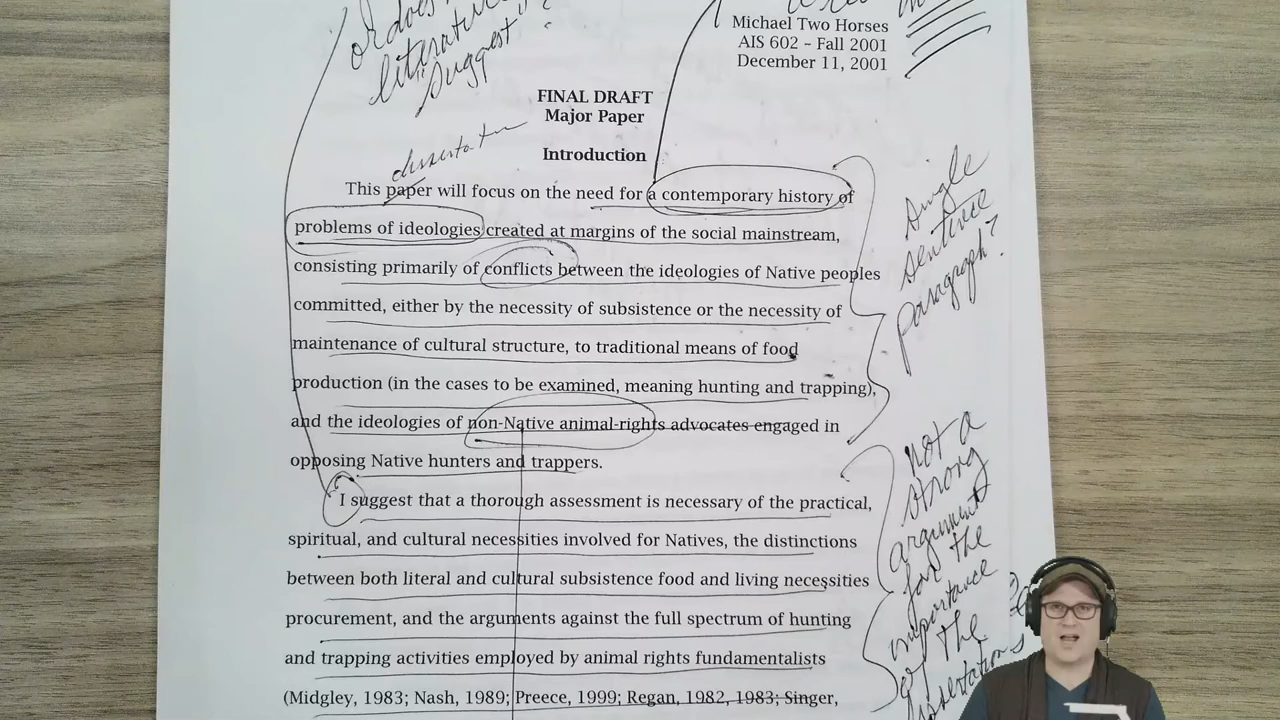 or does
literature
suggest?
Michael Two Horses
AIS 602 – Fall 2001
December 11, 2001
FINAL DRAFT
Major Paper
dissertation
Introduction
This paper will focus on the need for a contemporary history of
problems of ideologies created at margins of the social mainstream,
consisting primarily of conflicts between the ideologies of Native peoples
committed, either by the necessity of subsistence or the necessity of
maintenance of cultural structure, to traditional means of food
production (in the cases to be examined, meaning hunting and trapping),
and the ideologies of non-Native animal-rights advocates engaged in
opposing Native hunters and trappers.
Single
sentence
paragraph?
I suggest that a thorough assessment is necessary of the practical,
spiritual, and cultural necessities involved for Natives, the distinctions
between both literal and cultural subsistence food and living necessities
procurement, and the arguments against the full spectrum of hunting
and trapping activities employed by animal rights fundamentalists
(Midgley, 1983; Nash, 1989; Preece, 1999; Regan, 1982, 1983; Singer,
not a
strong
argument
for the
importance
of the
dissertation